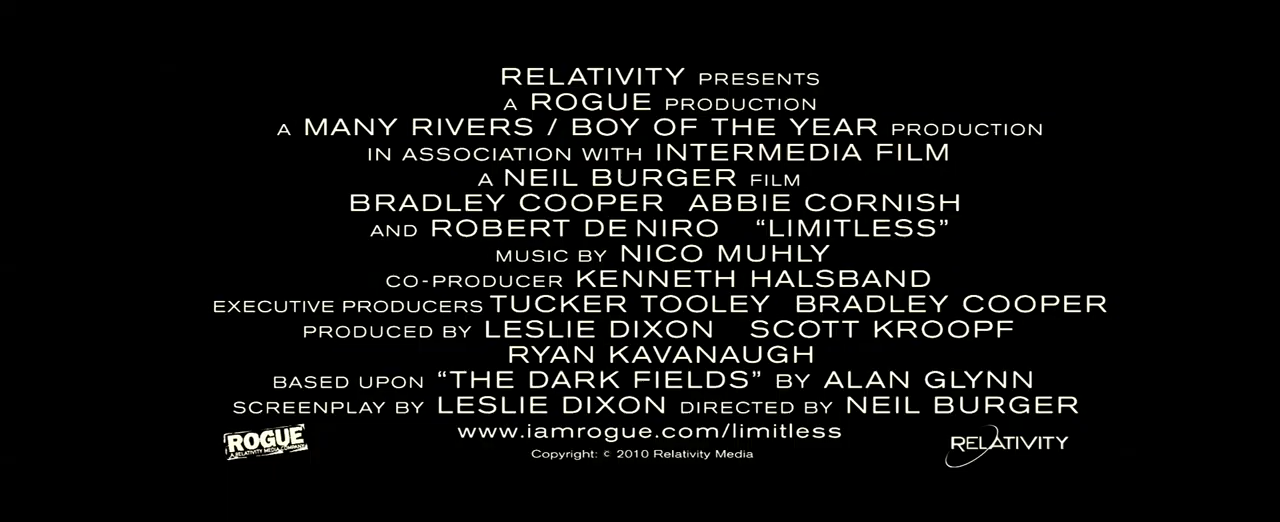 RELATIVITY PRESENTS
A ROGUE PRODUCTION
A MANY RIVERS / BOY OF THE YEAR PRODUCTION
IN ASSOCIATION WITH INTERMEDIA FILM
A NEIL BURGER FILM
BRADLEY COOPER ABBIE CORNISH
AND ROBERT DE NIRO “LIMITLESS”
MUSIC BY NICO MUHLY
CO-PRODUCER KENNETH HALSBAND
EXECUTIVE PRODUCERS TUCKER TOOLEY BRADLEY COOPER
PRODUCED BY LESLIE DIXON SCOTT KROOPF
RYAN KAVANAUGH
BASED UPON “THE DARK FIELDS” BY ALAN GLYNN
SCREENPLAY BY LESLIE DIXON DIRECTED BY NEIL BURGER
www.iamrogue.com/limitless
Copyright: © 2010 Relativity Media
ROGUE
A RELATIVITY MEDIA COMPANY
RELATIVITY